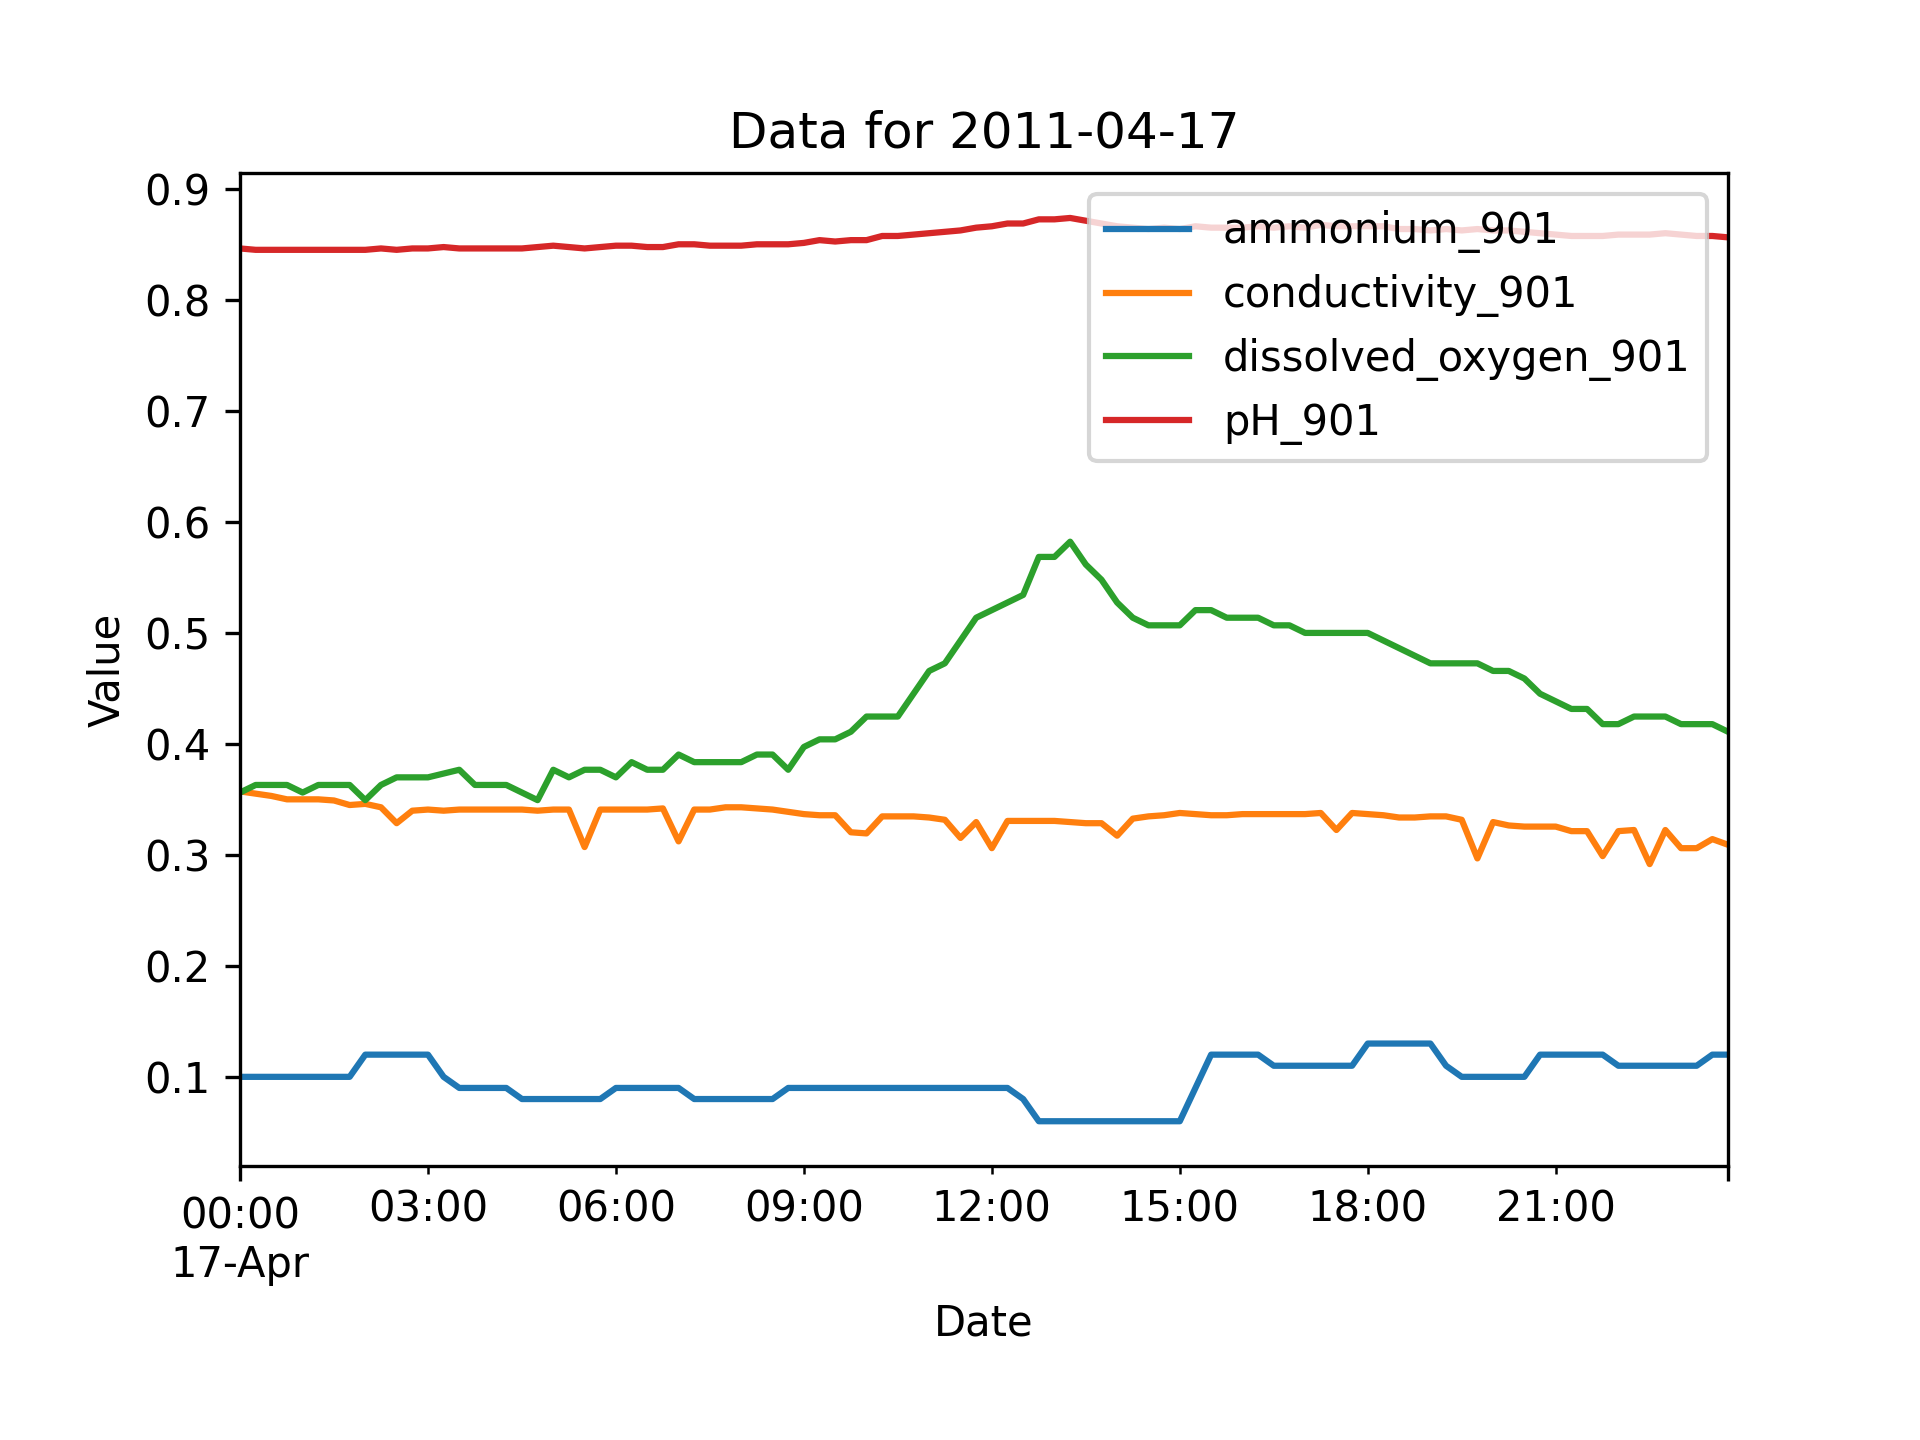 Data for 2011-04-17
0.9
0.8
0.7
0.6
0.5
0.4
0.3
0.2
0.1
Value
ammonium_901
conductivity_901
dissolved_oxygen_901
pH_901
00:00 03:00 06:00 09:00 12:00 15:00 18:00 21:00
17-Apr
Date